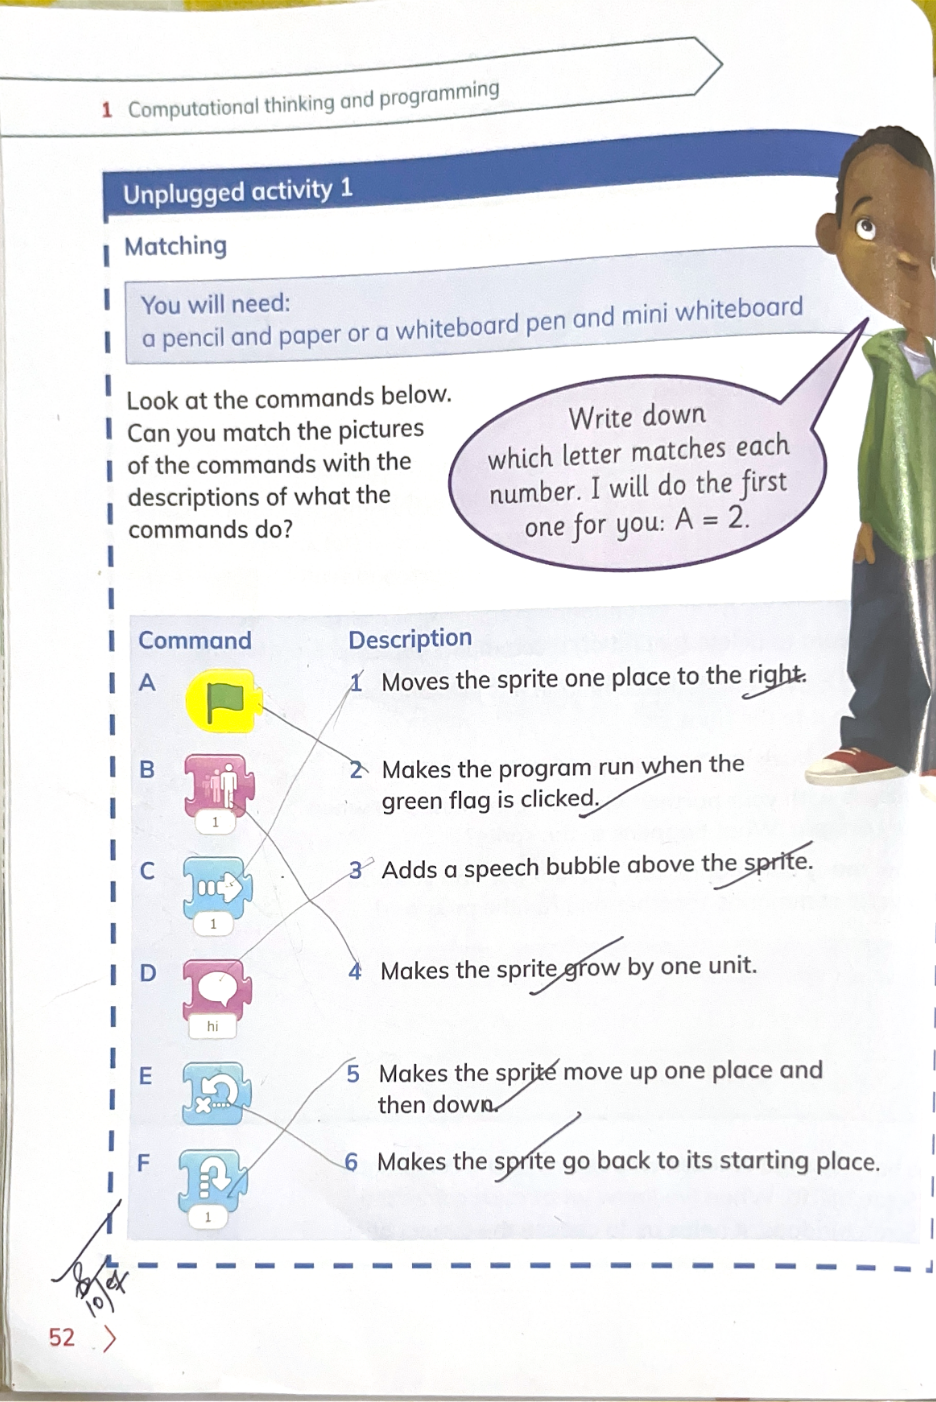 1 Computational thinking and programming
Unplugged activity 1
Matching
You will need:
a pencil and paper or a whiteboard pen and mini whiteboard
Look at the commands below.
Can you match the pictures
of the commands with the
descriptions of what the
commands do?
Write down
which letter matches each
number. I will do the first
one for you: A = 2.
Command Description
A 1 Moves the sprite one place to the right.
B 2 Makes the program run when the
green flag is clicked.
1
C 3 Adds a speech bubble above the sprite.
1
D 4 Makes the sprite grow by one unit.
hi
E 5 Makes the sprite move up one place and
then down.
F 6 Makes the sprite go back to its starting place.
1
52